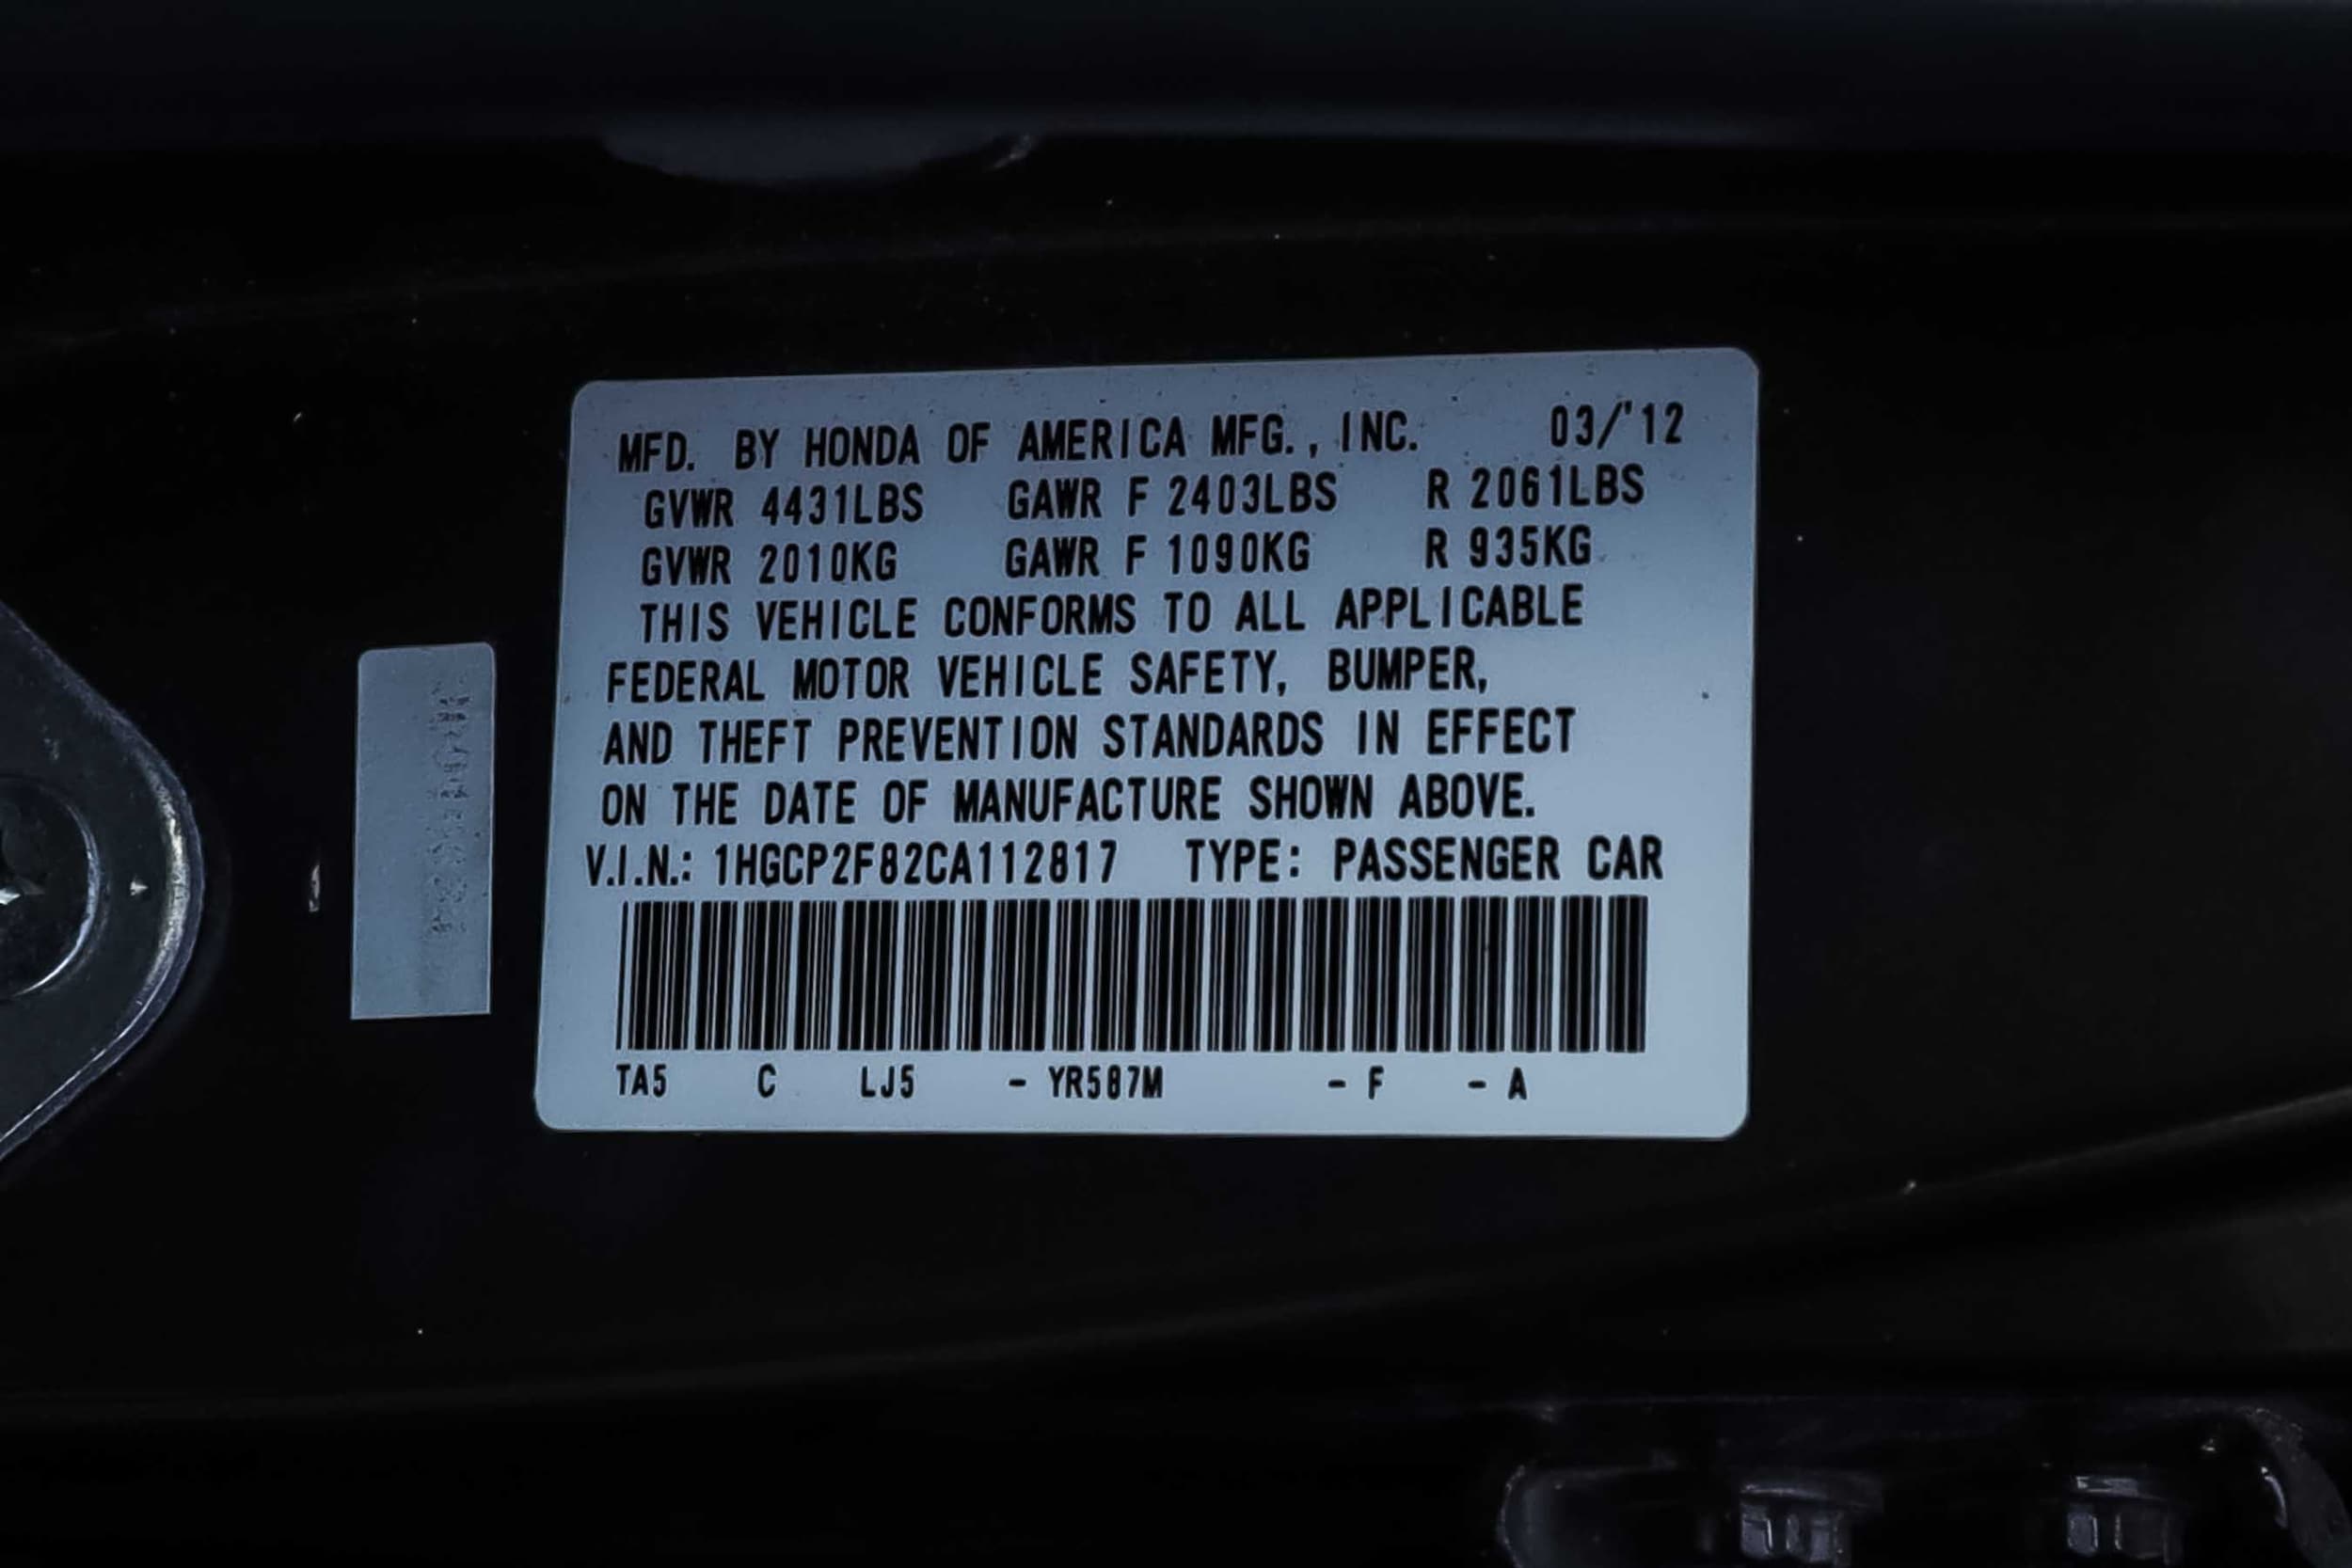 MFD. BY HONDA OF AMERICA MFG., INC. 03/'12
GVWR 4431LBS GAWR F 2403LBS R 2061LBS
GVWR 2010KG GAWR F 1090KG R 935KG
THIS VEHICLE CONFORMS TO ALL APPLICABLE
FEDERAL MOTOR VEHICLE SAFETY, BUMPER,
AND THEFT PREVENTION STANDARDS IN EFFECT
ON THE DATE OF MANUFACTURE SHOWN ABOVE.
V.I.N.: 1HGCP2F82CA112817 TYPE: PASSENGER CAR
TA5 C LJ5 - YR587M - F - A